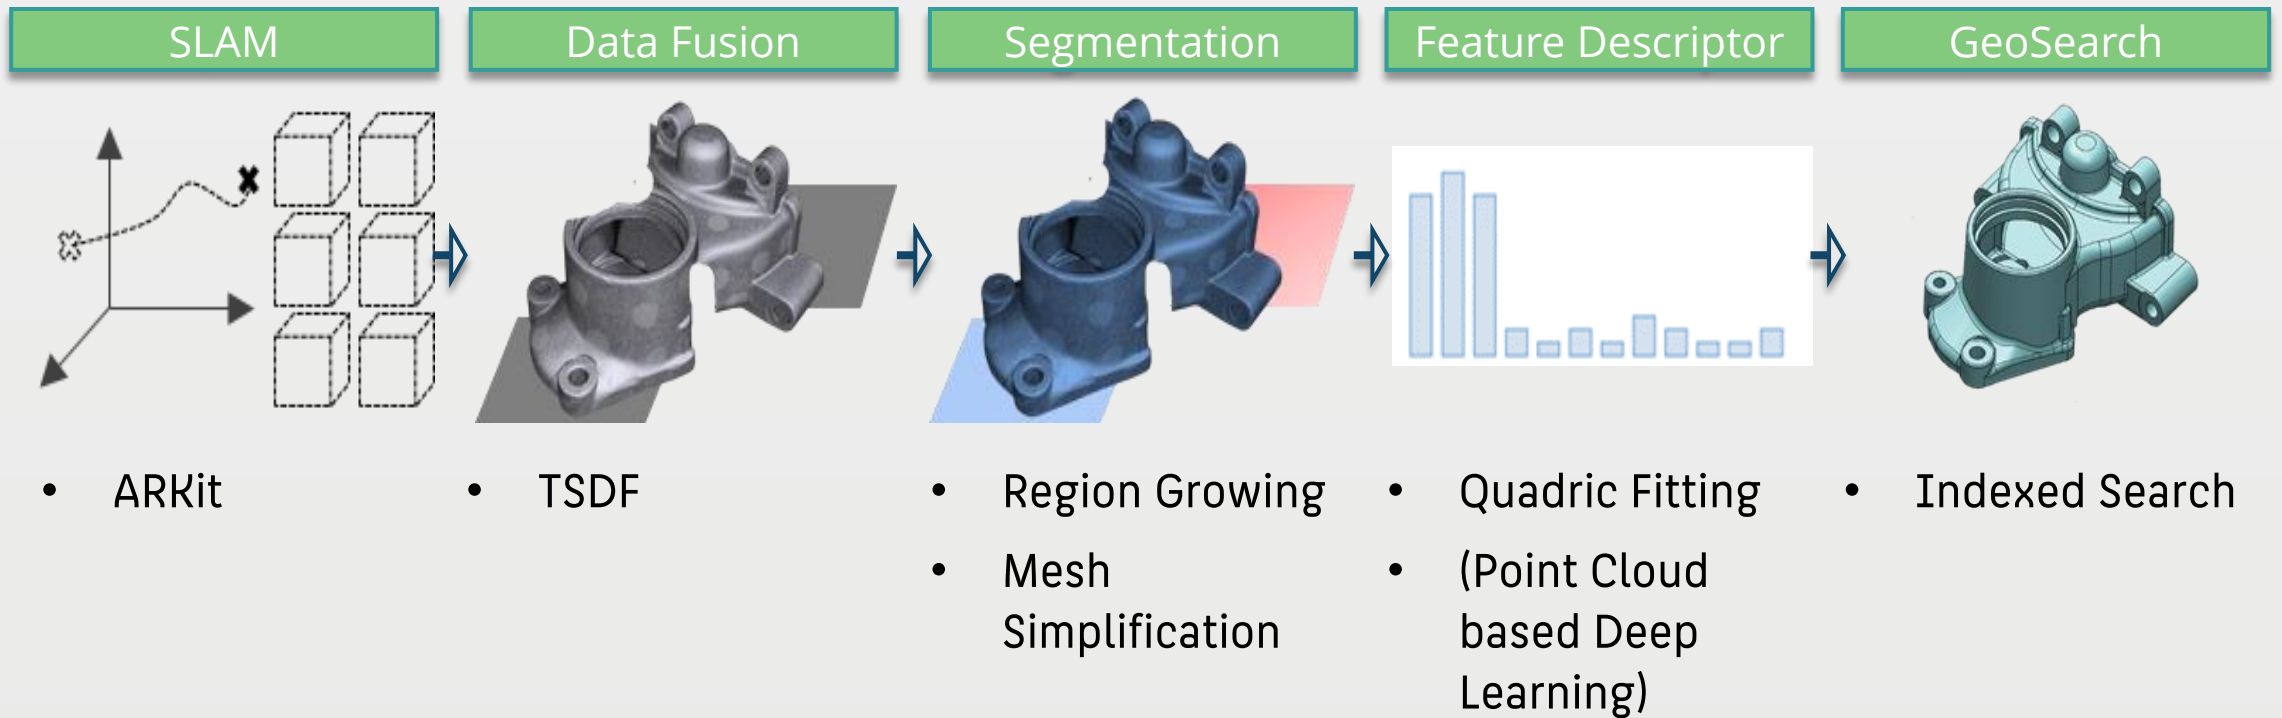 SLAM
Data Fusion
Segmentation
Feature Descriptor
GeoSearch
• ARKit
• TSDF
• Region Growing
• Mesh
Simplification
• Quadric Fitting
• (Point Cloud
based Deep
Learning)
• Indexed Search